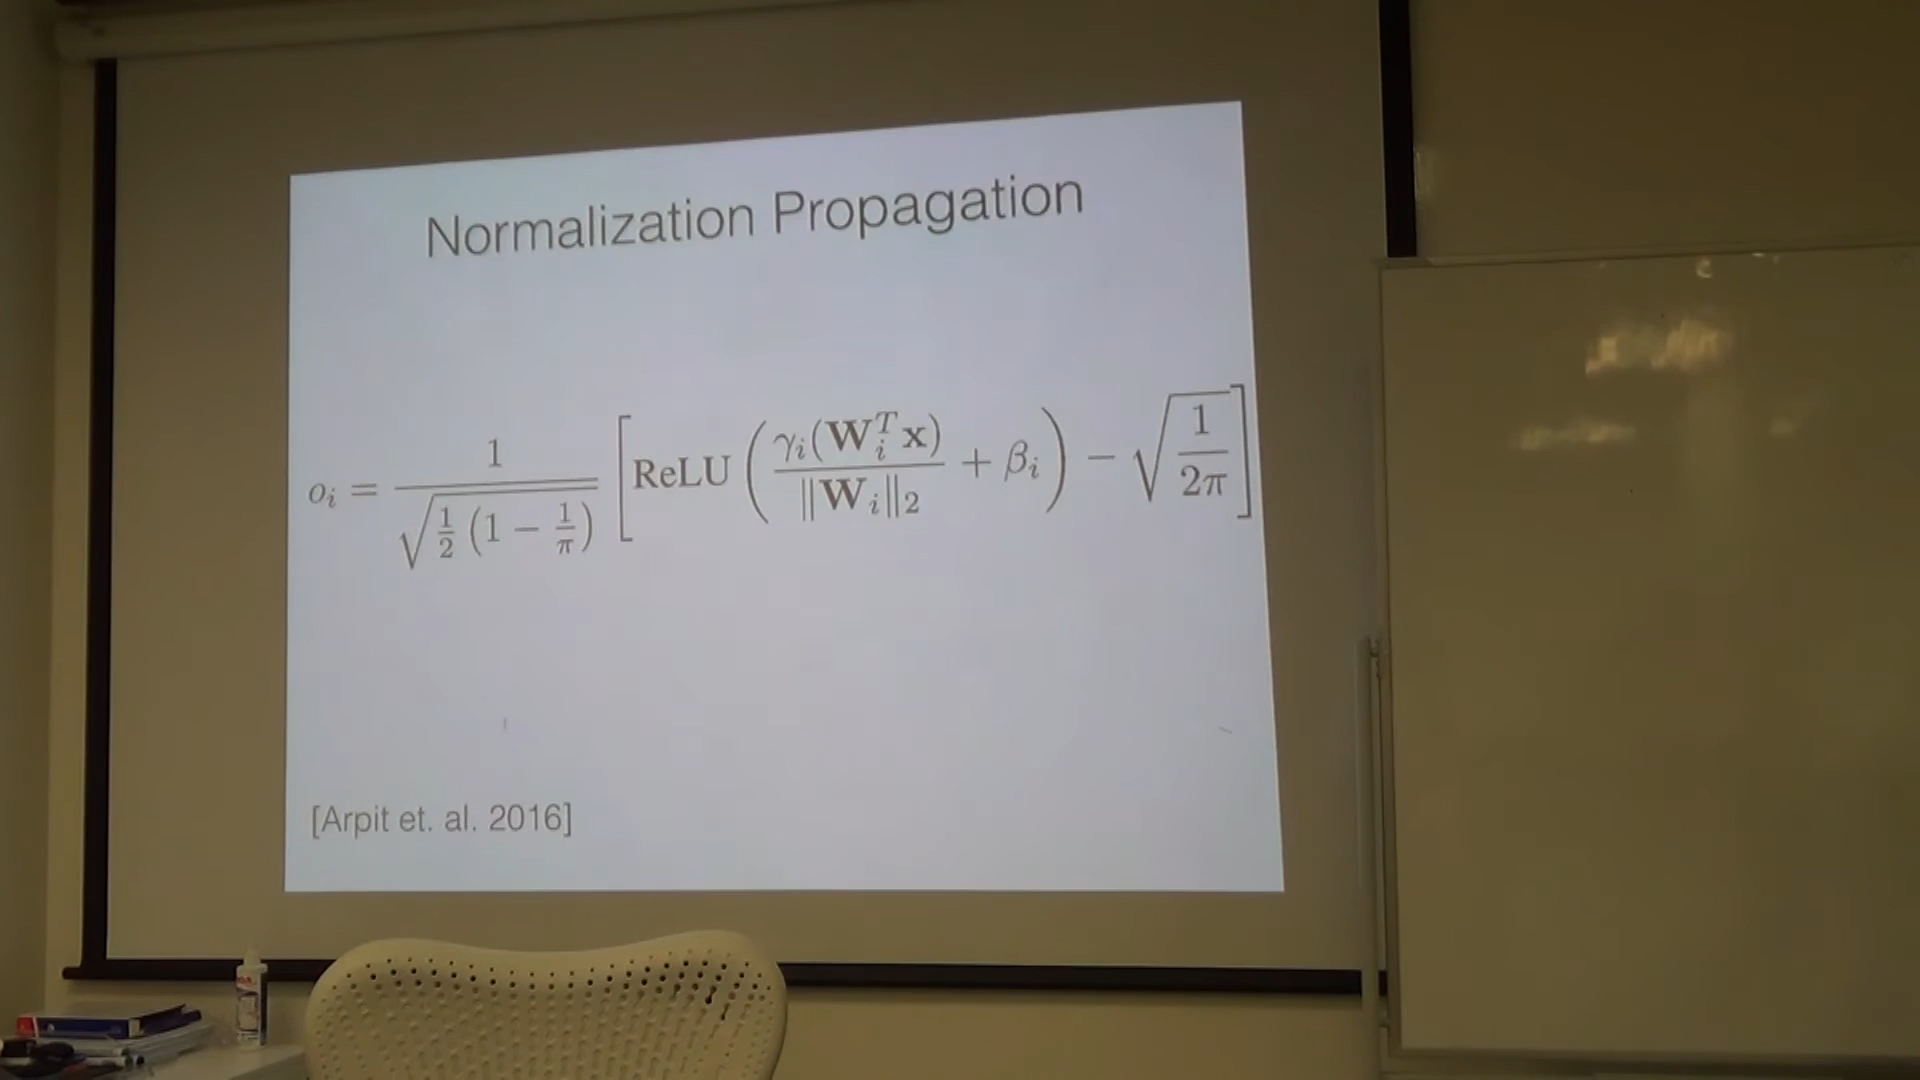 Normalization Propagation
$o_i = \frac{1}{\sqrt{\frac{1}{2}\left(1 - \frac{1}{\pi}\right)}} \left[ \text{ReLU} \left( \frac{\gamma_i(\mathbf{W}_i^T \mathbf{x})}{\|\mathbf{W}_i\|_2} + \beta_i \right) - \sqrt{\frac{1}{2\pi}} \right]$
[Arpit et. al. 2016]